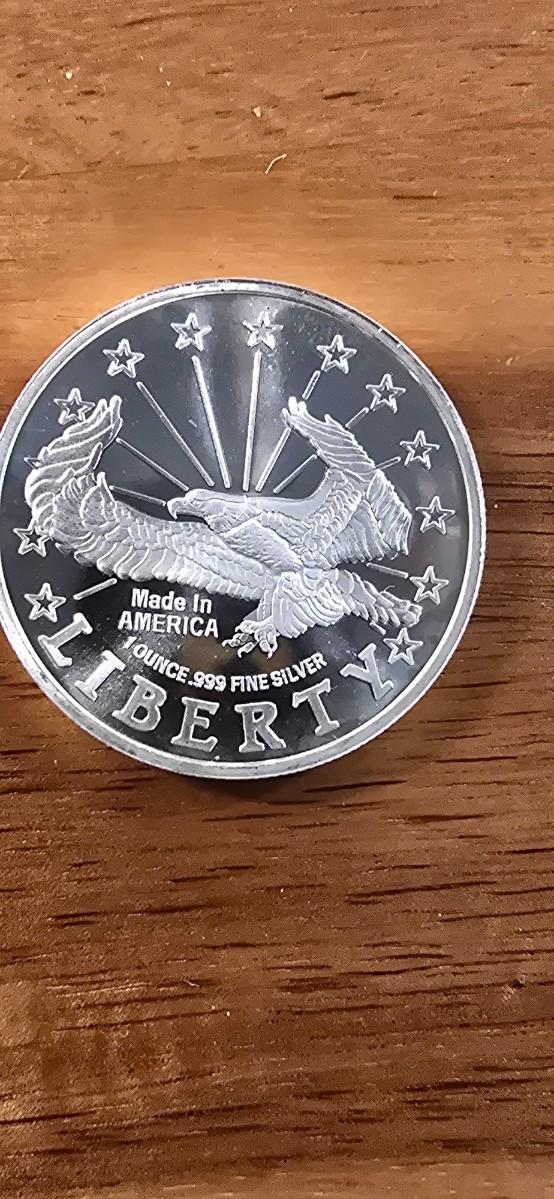 Made In
AMERICA
1 OUNCE .999 FINE SILVER
LIBERTY